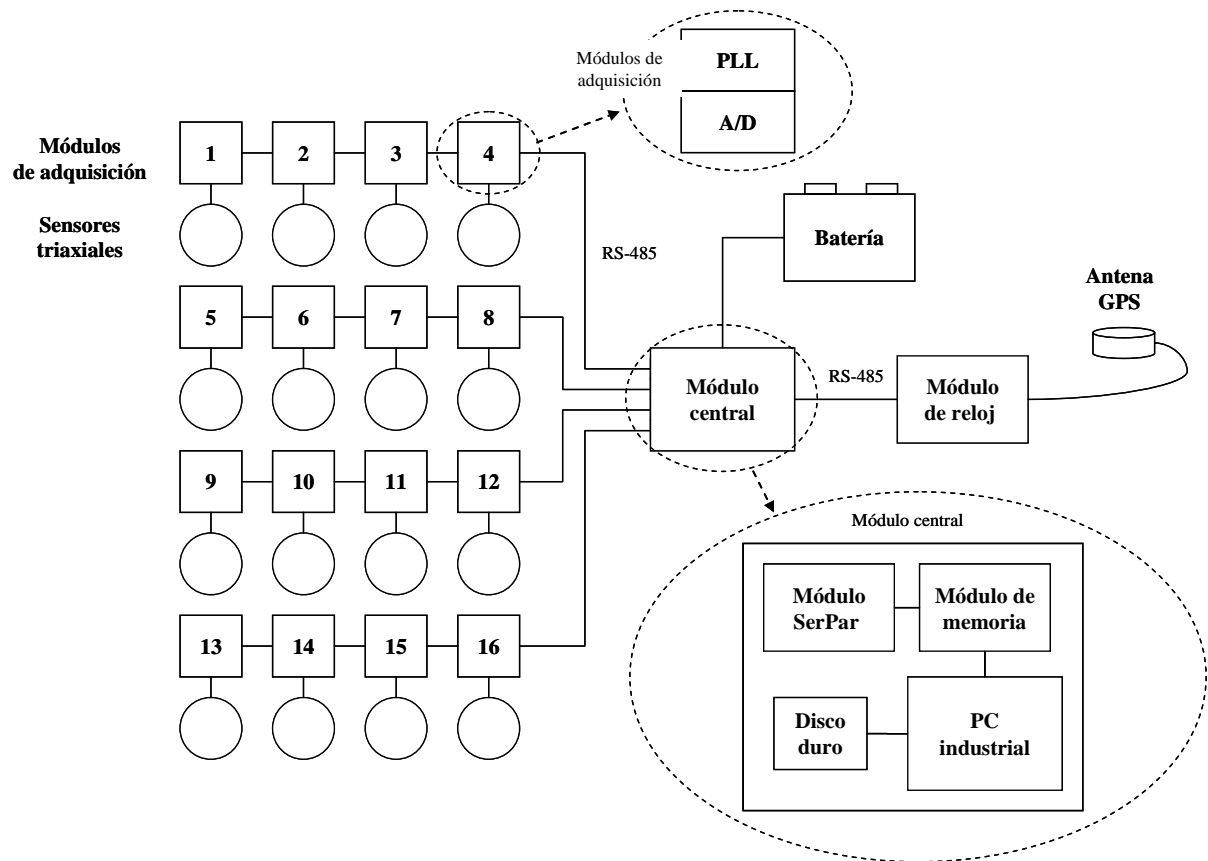 Módulos de
adquisición
PLL
A/D
Módulos
de adquisición
1
2
3
4
Sensores
triaxiales
RS-485
Batería
Antena
GPS
5
6
7
8
Módulo
central
RS-485
Módulo
de reloj
9
10
11
12
Módulo central
Módulo
SerPar
Módulo de
memoria
13
14
15
16
Disco
duro
PC
industrial